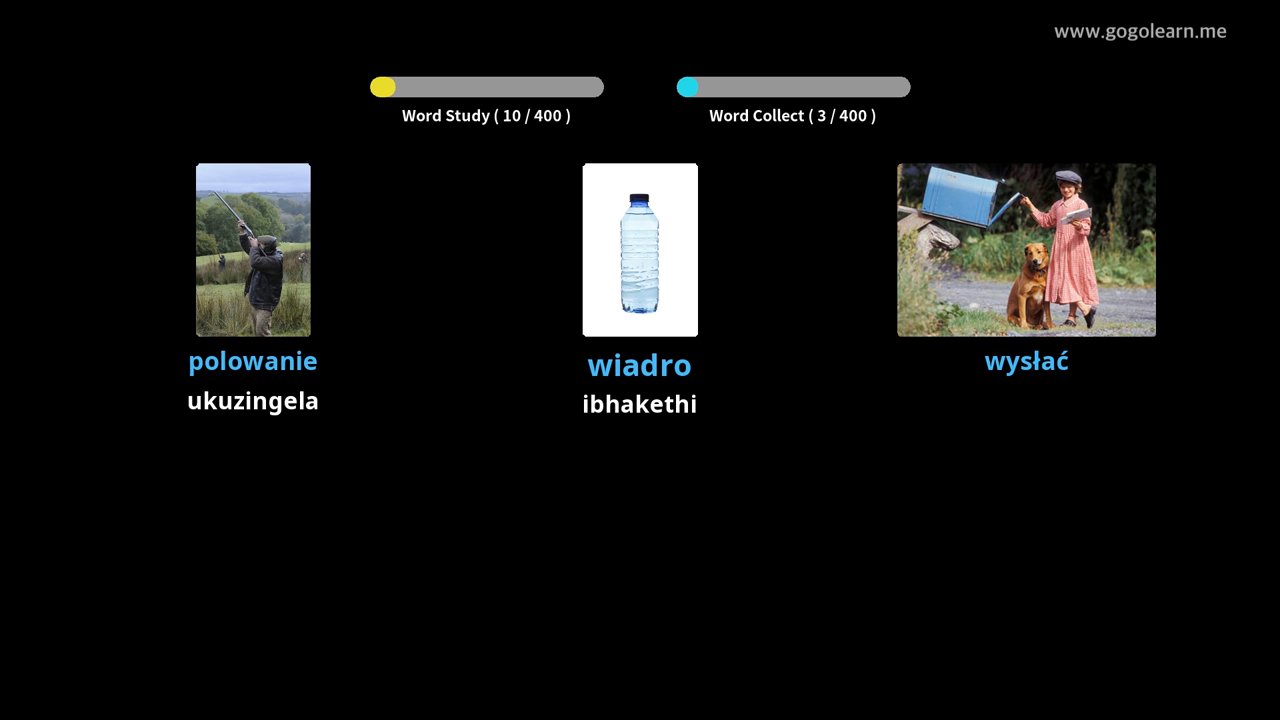 www.gogolearn.me
Word Study ( 10 / 400 )
Word Collect ( 3 / 400 )
polowanie
ukuzingela
wiadro
ibhakethi
wysłać